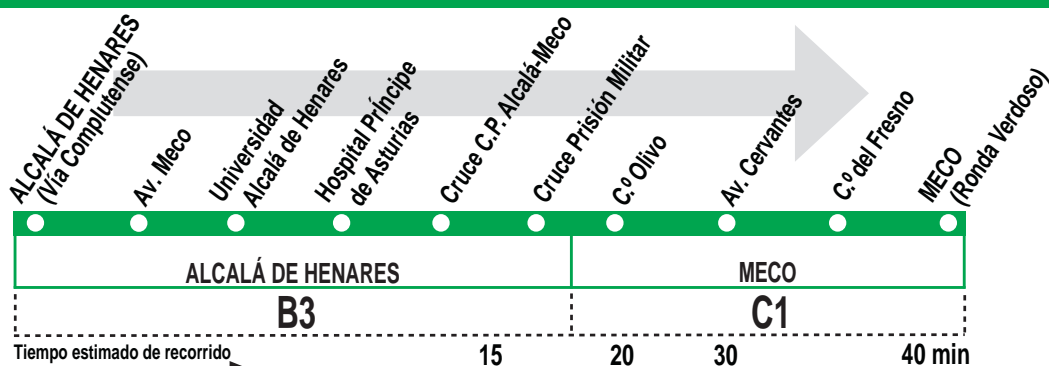 ALCALÁ DE HENARES
(Vía Complutense)
Av. Meco
Universidad
Alcalá de Henares
Hospital Príncipe
de Asturias
Cruce C.P. Alcalá-Meco
Cruce Prisión Militar
C.º Olivo
Av. Cervantes
C.º del Fresno
MECO
(Ronda Verdoso)
ALCALÁ DE HENARES
MECO
B3
C1
Tiempo estimado de recorrido
15
20
30
40 min